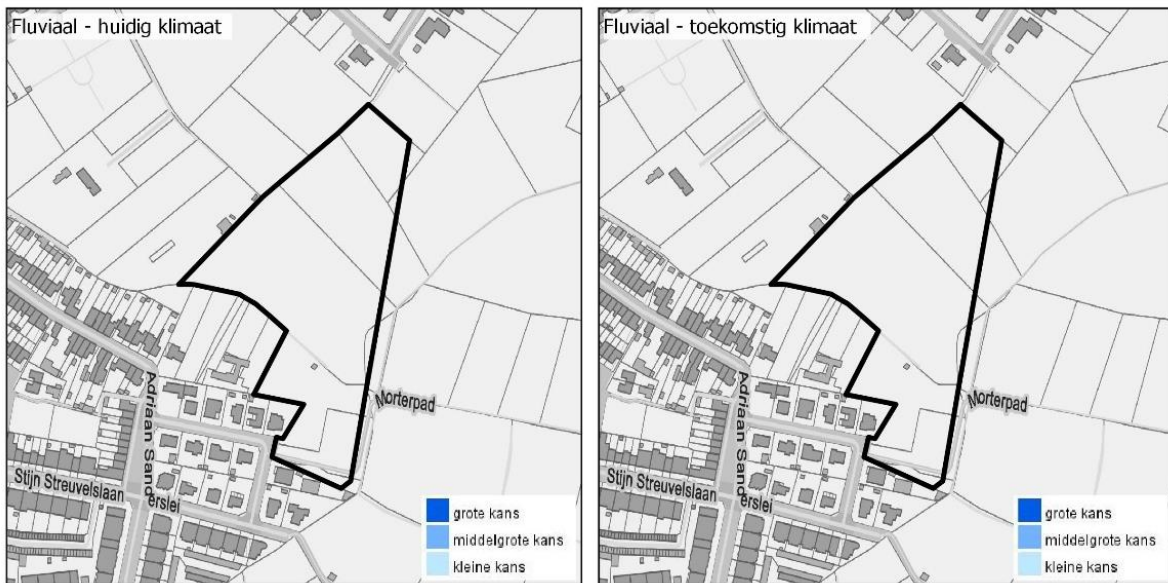 Fluviaal - huidig klimaat
Morterpad
Adriaan Sand
erslei
Stijn Streuvelslaan
grote kans
middelgrote kans
kleine kans
Fluviaal - toekomstig klimaat
Morterpad
Adriaan Sand
erslei
Stijn Streuvelslaan
grote kans
middelgrote kans
kleine kans